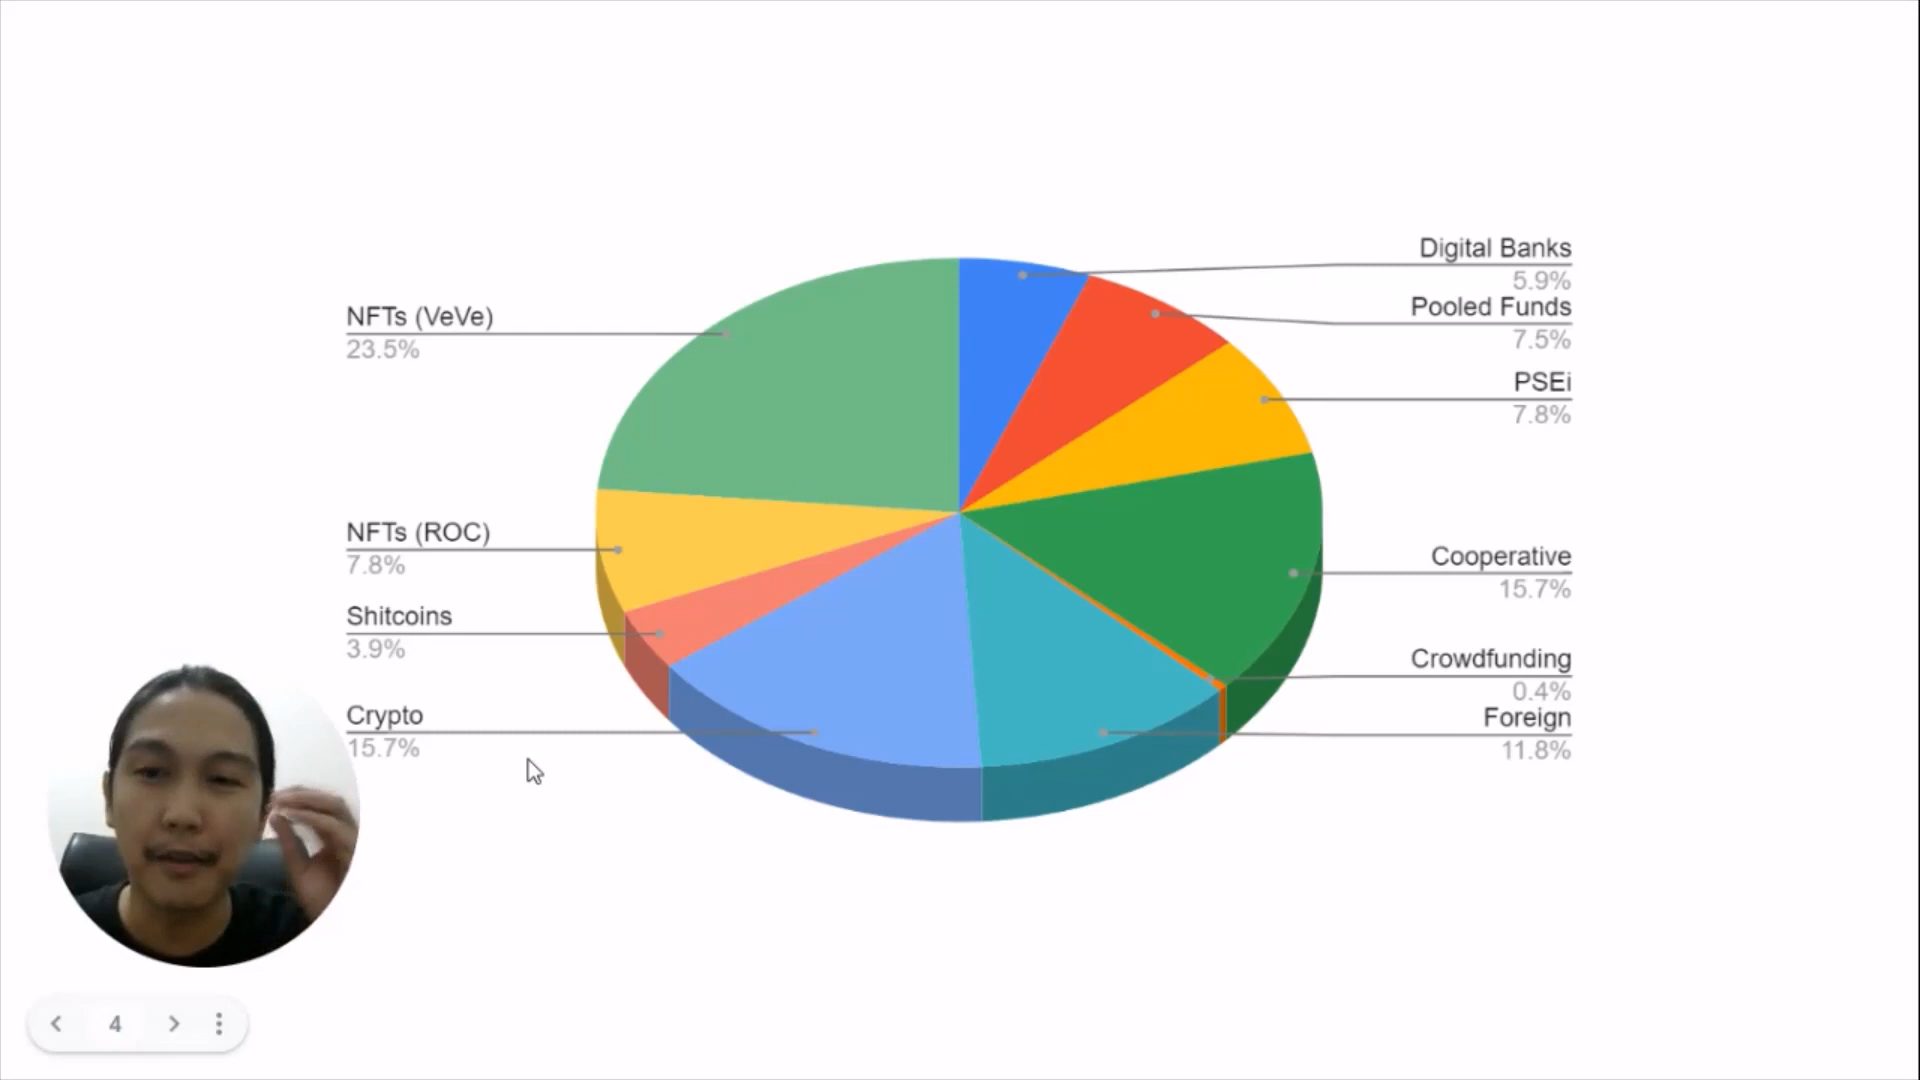 Digital Banks
5.9%
Pooled Funds
7.5%
PSEi
7.8%
Cooperative
15.7%
Crowdfunding
0.4%
Foreign
11.8%
NFTs (VeVe)
23.5%
NFTs (ROC)
7.8%
Shitcoins
3.9%
Crypto
15.7%
4